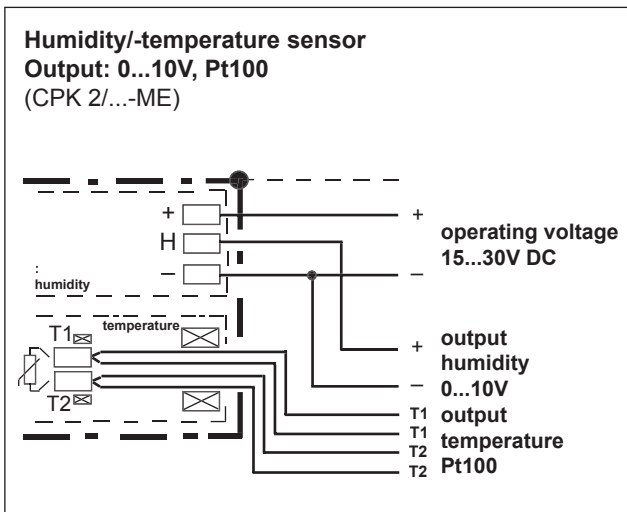 Humidity/-temperature sensor
Output: 0...10V, Pt100
(CPK 2/...-ME)
+
H
–
:
humidity
+
operating voltage
15...30V DC
–
T1
temperature
T2
+
output
humidity
–
0...10V
T1
output
T1
temperature
T2
Pt100
T2